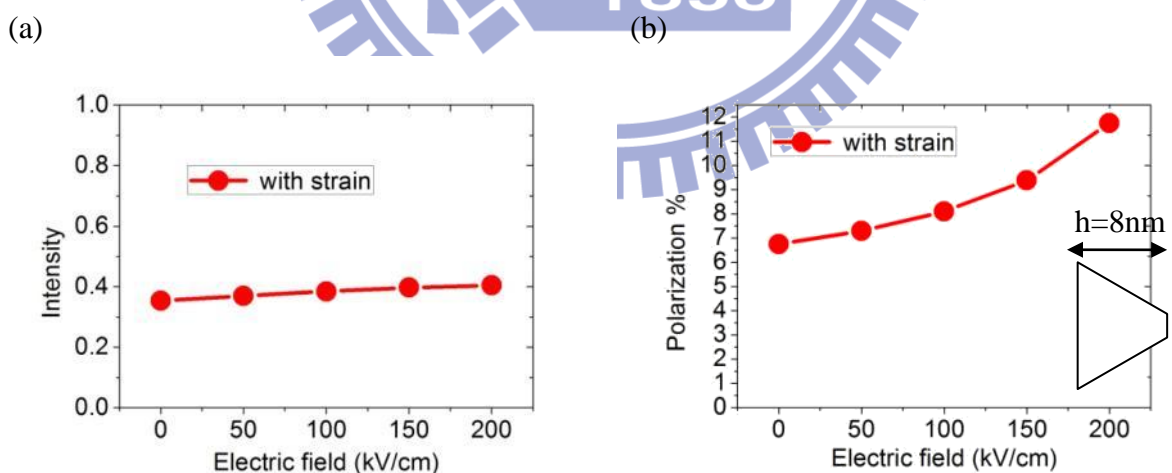 1896
(a)
(b)
1.0
0.8
0.6
0.4
0.2
0.0
Intensity
with strain
0 50 100 150 200
Electric field (kV/cm)
12
11
10
9
8
7
6
5
4
3
2
1
0
Polarization %
with strain
h=8nm
0 50 100 150 200
Electric field (kV/cm)